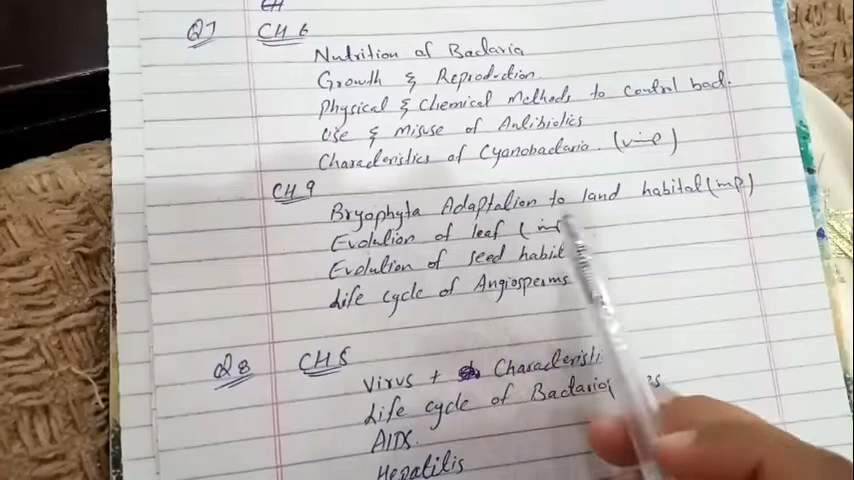 CH
Q7 CH 6
Nutrition of Bacteria
Growth & Reproduction
Physical & Chemical Methods to control bact.
Use & Misuse of Antibiotics
Characteristics of Cyanobacteria. (v imp)
CH 9
Bryophyta Adaptation to land habitat (imp)
Evolution of leaf (
Evolution of seed habit
Life cycle of Angiosperms
Q8 CH 5
Virus + Characteristi
Life cycle of
AIDS.
Hepatitis